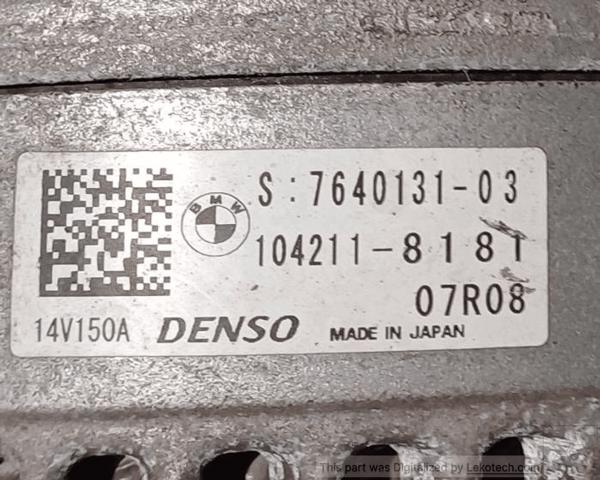 BMW
S:7640131-03
104211-8181
07R08
14V150A DENSO MADE IN JAPAN
This part was Digitalized by Lekotech.com